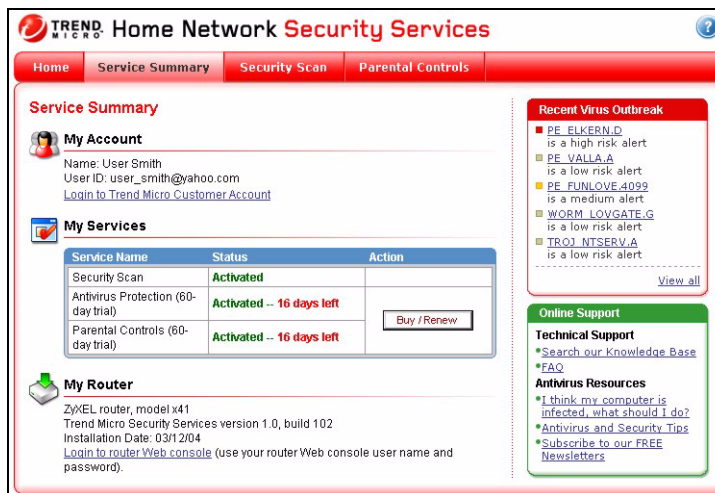 TREND MICRO Home Network Security Services
?
Home Service Summary Security Scan Parental Controls
Service Summary
My Account
Name: User Smith
User ID: user_smith@yahoo.com
Login to Trend Micro Customer Account
My Services
Service Name Status Action
Security Scan Activated
Antivirus Protection (60-
day trial) Activated -- 16 days left
Parental Controls (60-
day trial) Activated -- 16 days left
Buy / Renew
My Router
ZyXEL router, model x41
Trend Micro Security Services version 1.0, build 102
Installation Date: 03/12/04
Login to router Web console (use your router Web console user name and
password).
Recent Virus Outbreak
PE_ELKERN.D
is a high risk alert
PE_VALLA.A
is a low risk alert
PE_FUNLOVE.4099
is a medium alert
WORM_LOVGATE.G
is a low risk alert
TROJ_NTSERV.A
is a low risk alert
View all
Online Support
Technical Support
Search our Knowledge Base
FAQ
Antivirus Resources
I think my computer is
infected, what should I do?
Antivirus and Security Tips
Subscribe to our FREE
Newsletters